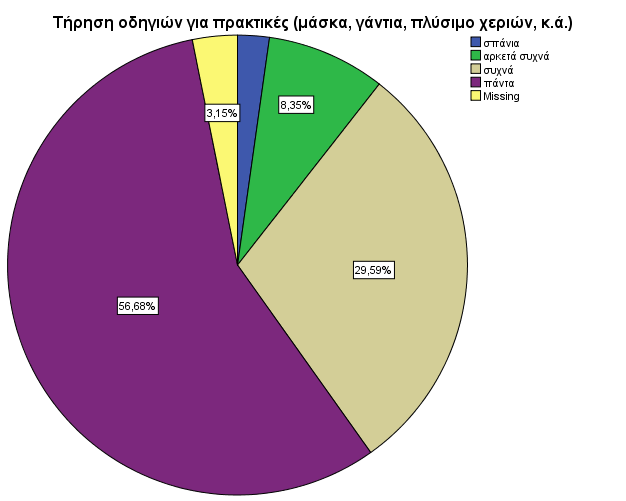 Τήρηση οδηγιών για πρακτικές (μάσκα, γάντια, πλύσιμο χεριών, κ.ά.)
σπάνια
αρκετά συχνά
συχνά
πάντα
Missing
3,15%
8,35%
29,59%
56,68%